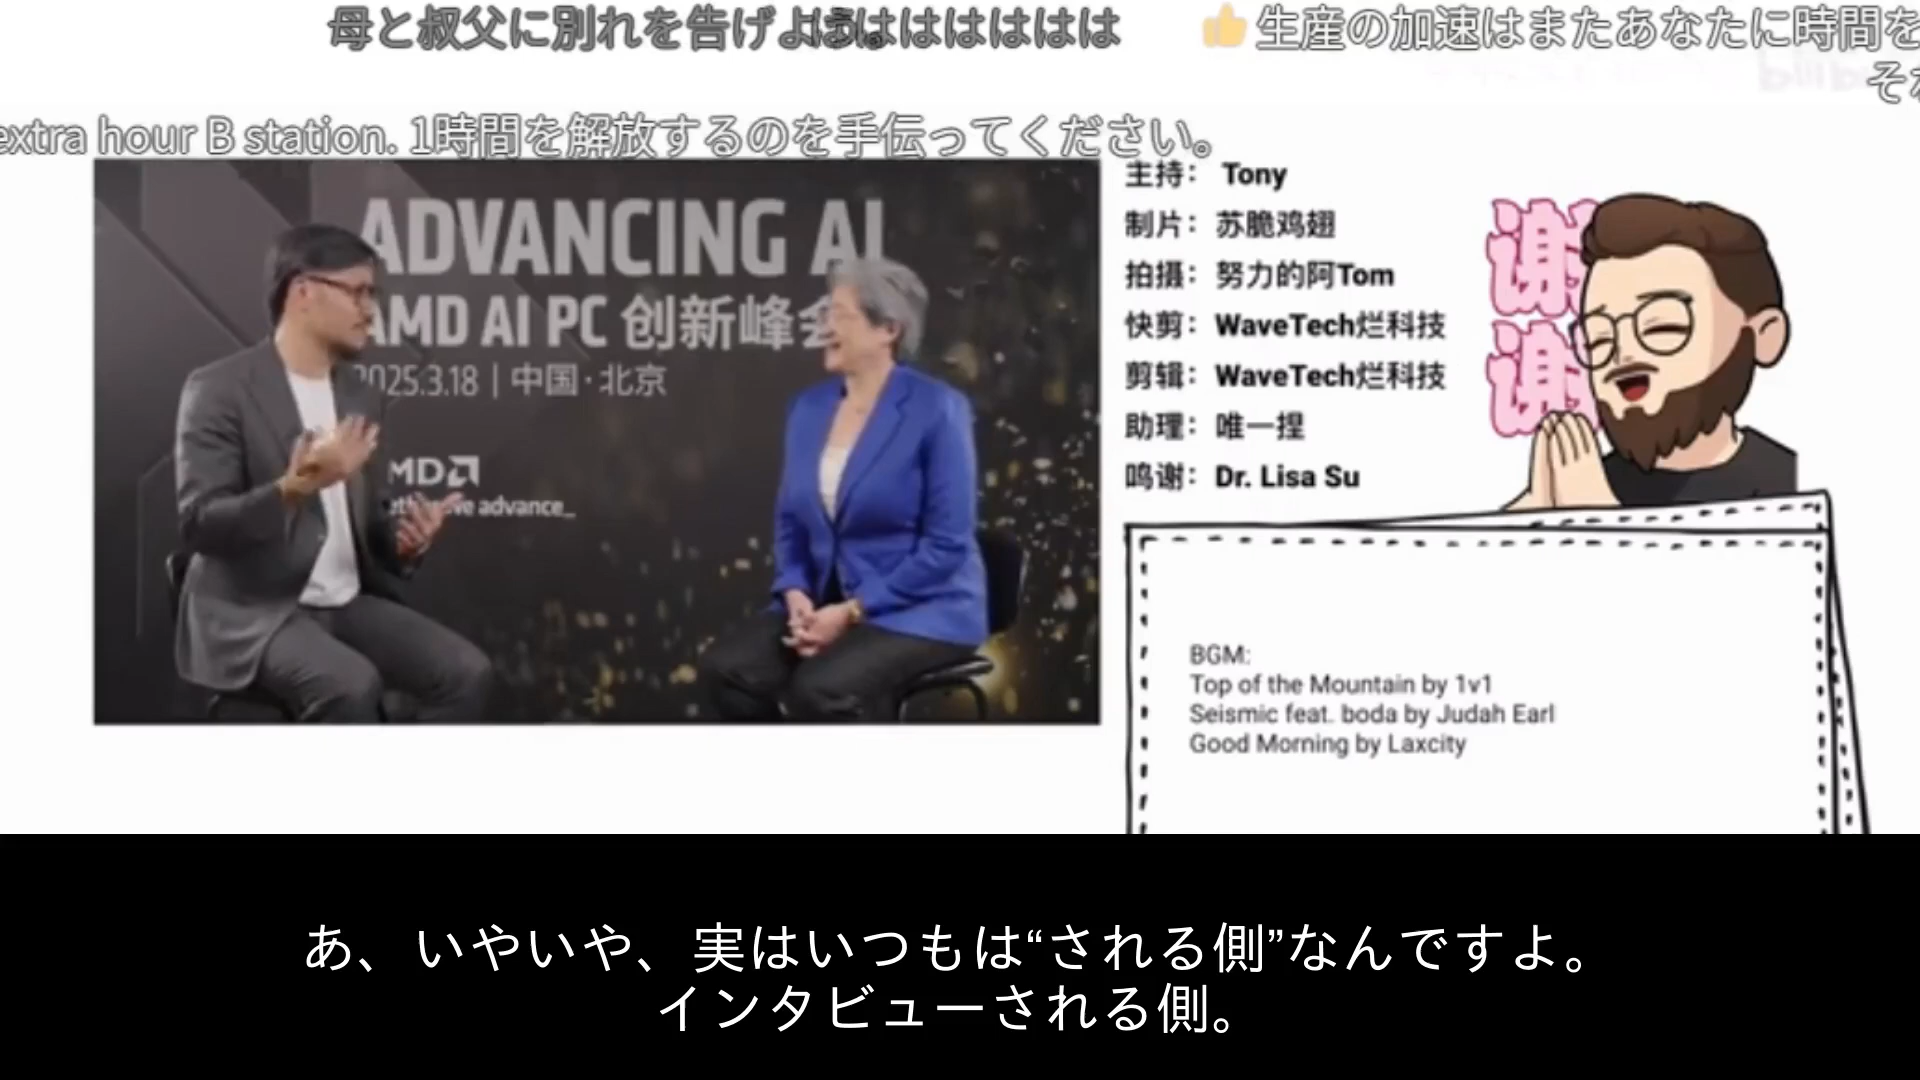 母と叔父に別れを告げよう。
はははははははは
👍生産の加速はまたあなたに時間を
extra hour B station. 1時間を解放するのを手伝ってください。
ADVANCING AI
AMD AI PC 创新峰会
2025.3.18 | 中国·北京
AMD
together we advance_
主持： Tony
制片： 苏脆鸡翅
拍摄： 努力的阿Tom
快剪： WaveTech烂科技
剪辑： WaveTech烂科技
助理： 唯一捏
鸣谢： Dr. Lisa Su
谢谢
BGM:
Top of the Mountain by 1v1
Seismic feat. boda by Judah Earl
Good Morning by Laxcity
あ、いやいや、実はいつもは“される側”なんですよ。
インタビューされる側。